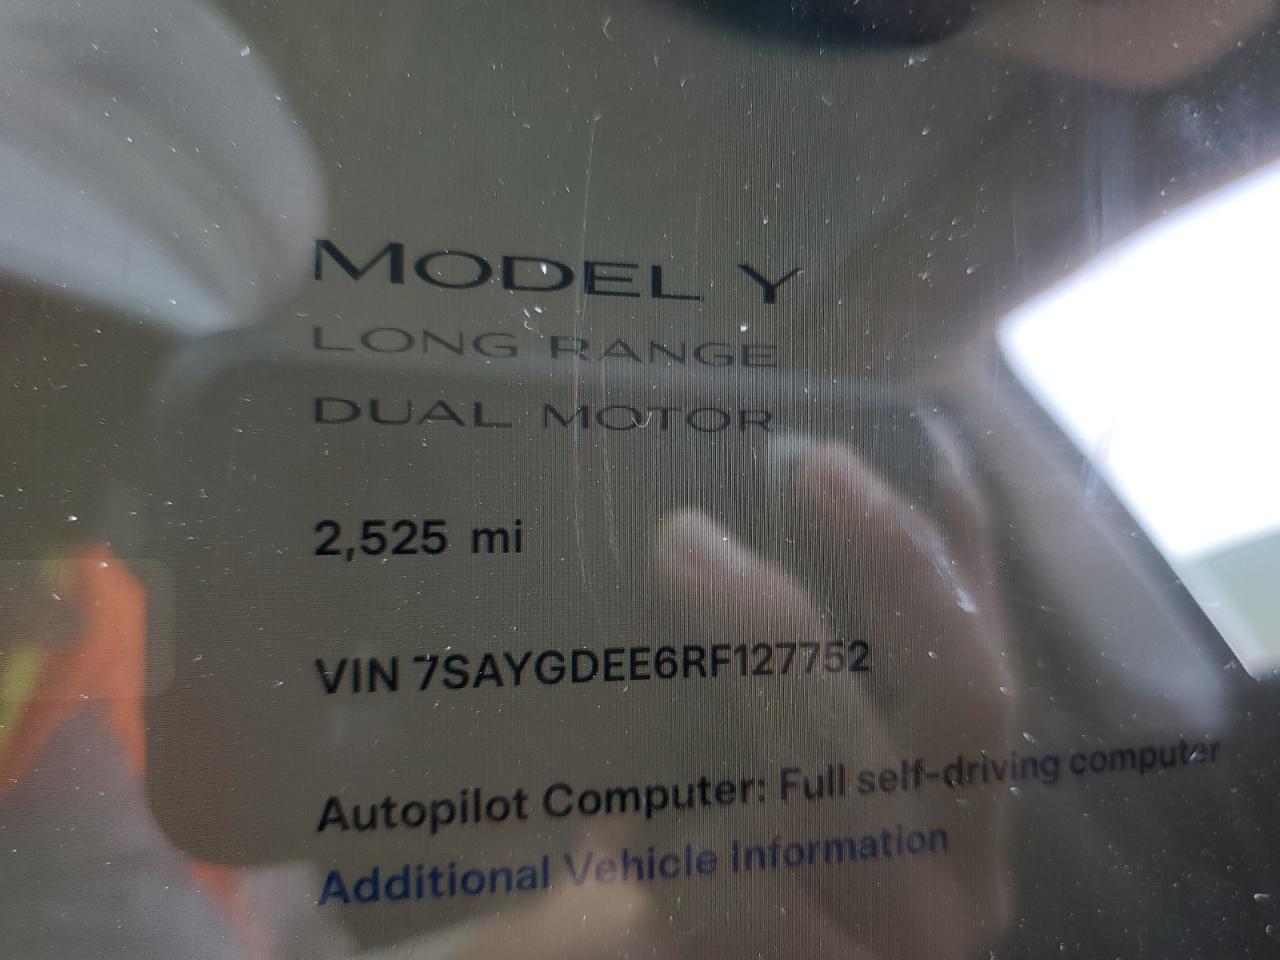 MODEL Y
LONG RANGE
DUAL MOTOR
2,525 mi
VIN 7SAYGDEE6RF127752
Autopilot Computer: Full self-driving computer
Additional Vehicle Information